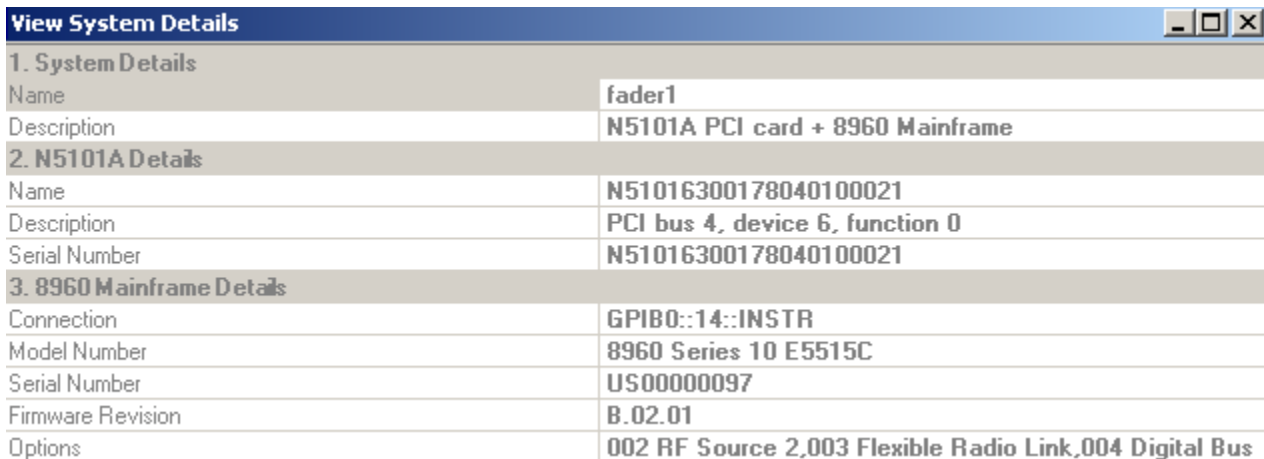 View System Details
1. System Details
Name fader1
Description N5101A PCI card + 8960 Mainframe
2. N5101A Details
Name N51016300178040100021
Description PCI bus 4, device 6, function 0
Serial Number N51016300178040100021
3. 8960 Mainframe Details
Connection GPIB0::14::INSTR
Model Number 8960 Series 10 E5515C
Serial Number US00000097
Firmware Revision B.02.01
Options 002 RF Source 2,003 Flexible Radio Link,004 Digital Bus